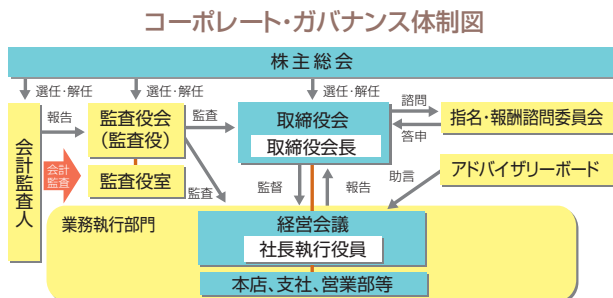 コーポレート・ガバナンス体制図
株主総会
選任・解任
選任・解任
選任・解任
会計監査人
報告
監査役会
(監査役)
監査
取締役会
取締役会長
諮問
答申
指名・報酬諮問委員会
会計
監査
監査役室
監査
監督
報告
助言
アドバイザリーボード
業務執行部門
経営会議
社長執行役員
本店、支社、営業部等